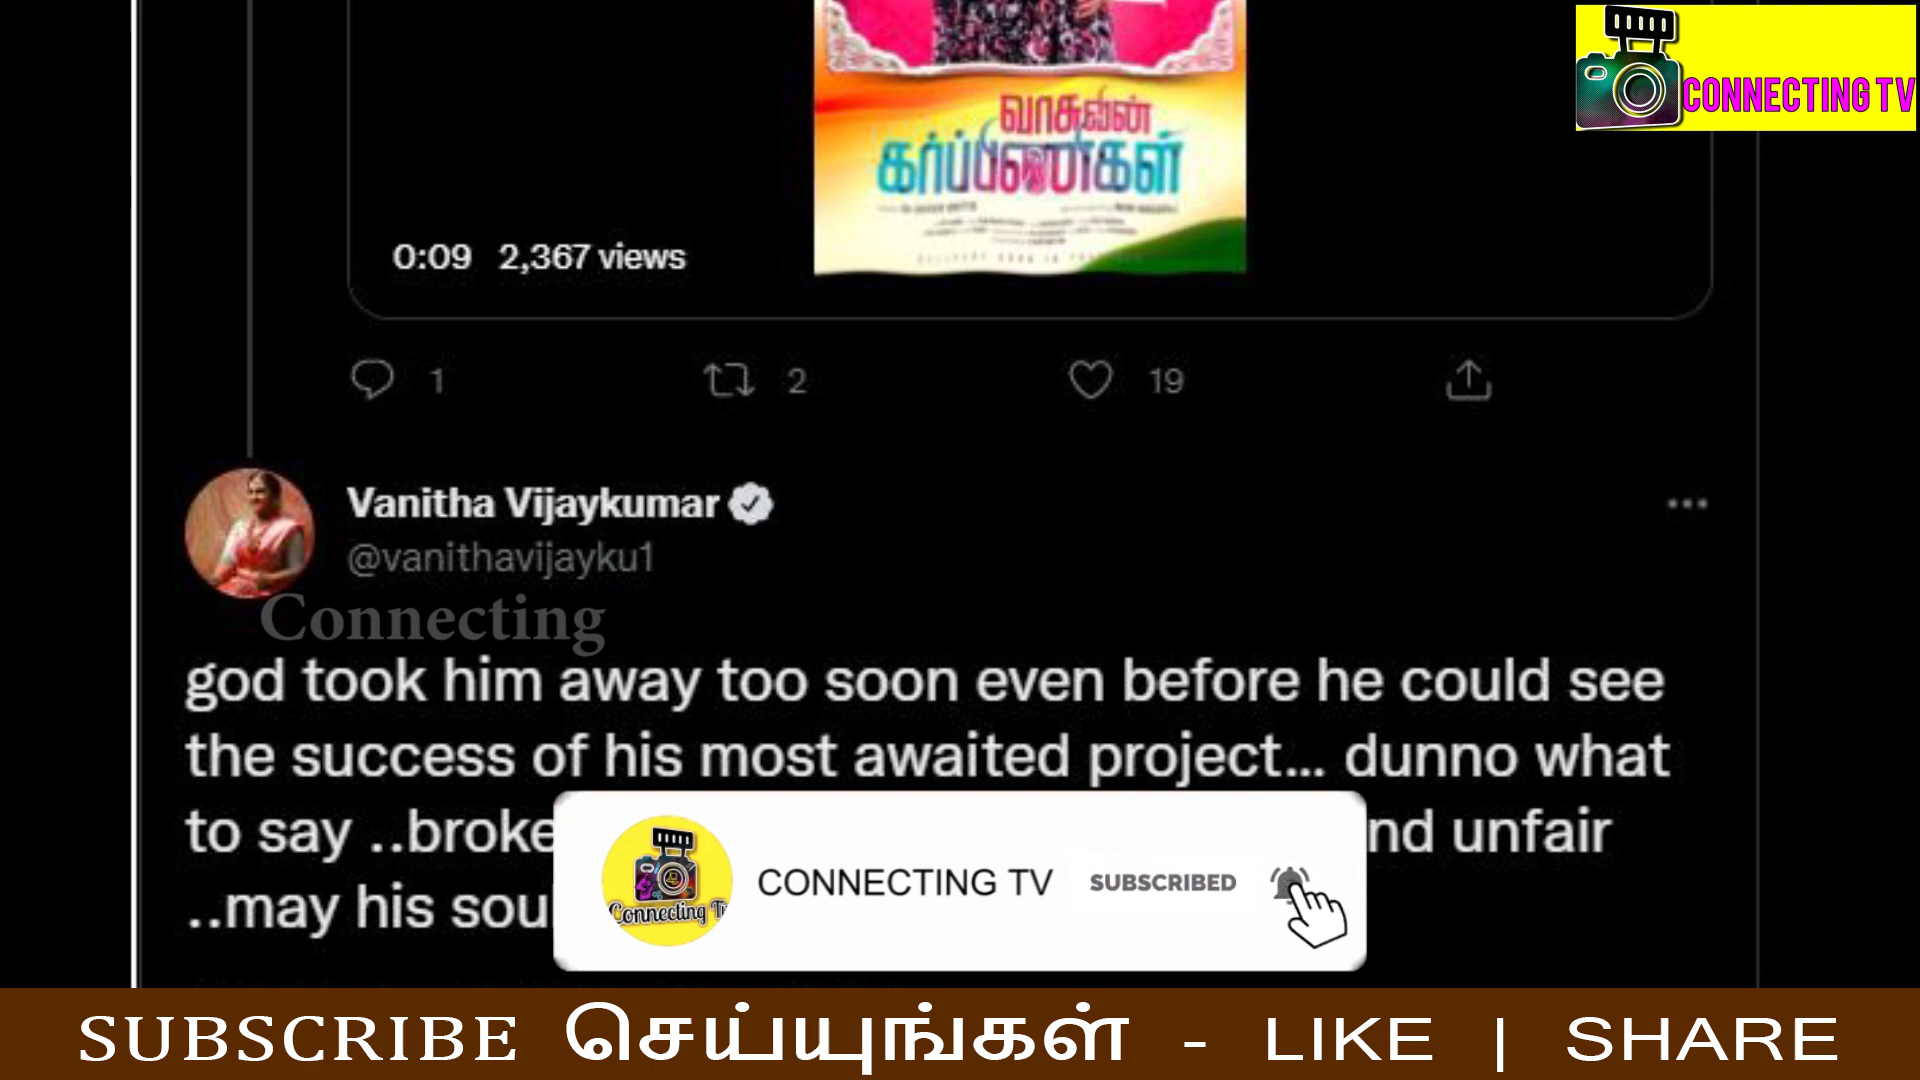 CONNECTING TV
வாசுவின்
கர்ப்பிணிகள்
0:09 2,367 views
1 2 19
Vanitha Vijaykumar
@vanithavijayku1
Connecting
god took him away too soon even before he could see
the success of his most awaited project... dunno what
to say ..broke nd unfair
..may his sou
Connecting Tv
CONNECTING TV SUBSCRIBED
SUBSCRIBE செய்யுங்கள் - LIKE | SHARE